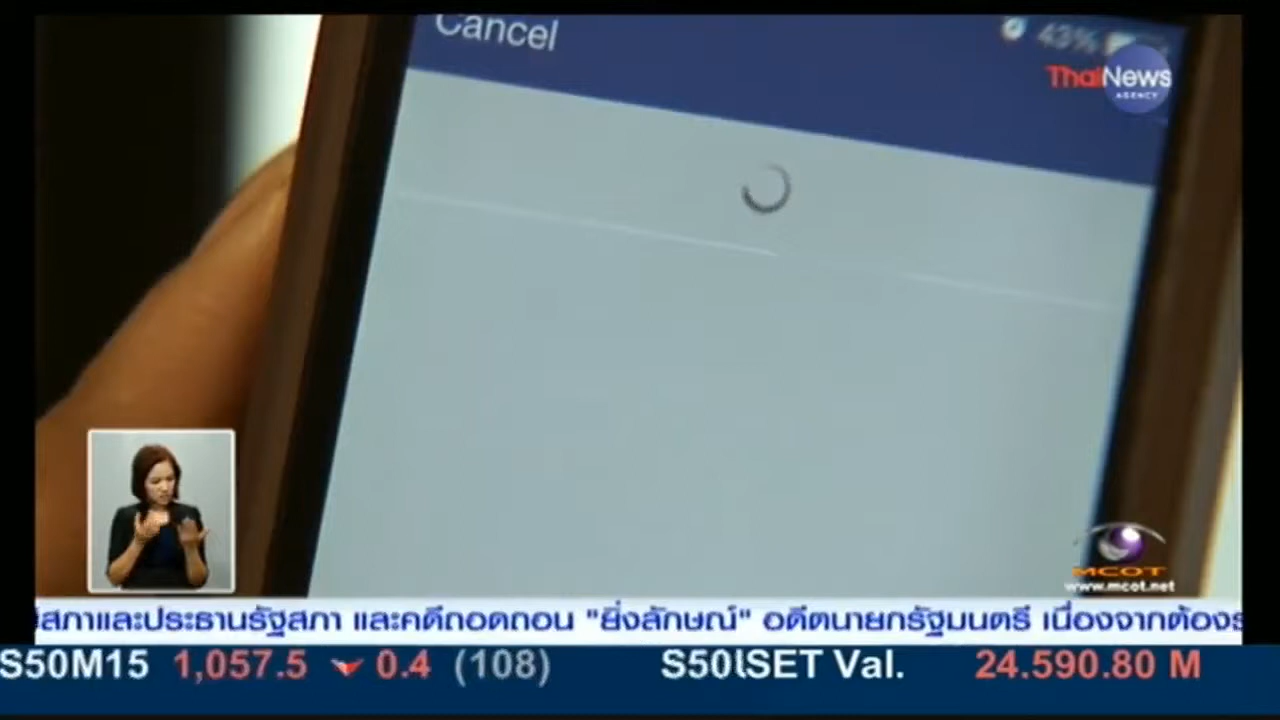 Cancel
43%
ThaiNews
AGENCY
MCOT
www.mcot.net
สภาและประธานรัฐสภา และคดีถอดถอน "ยิ่งลักษณ์" อดีตนายกรัฐมนตรี เนื่องจากต้อง
S50M15 1,057.5 0.4 (108) SET Val. 24.590.80 M